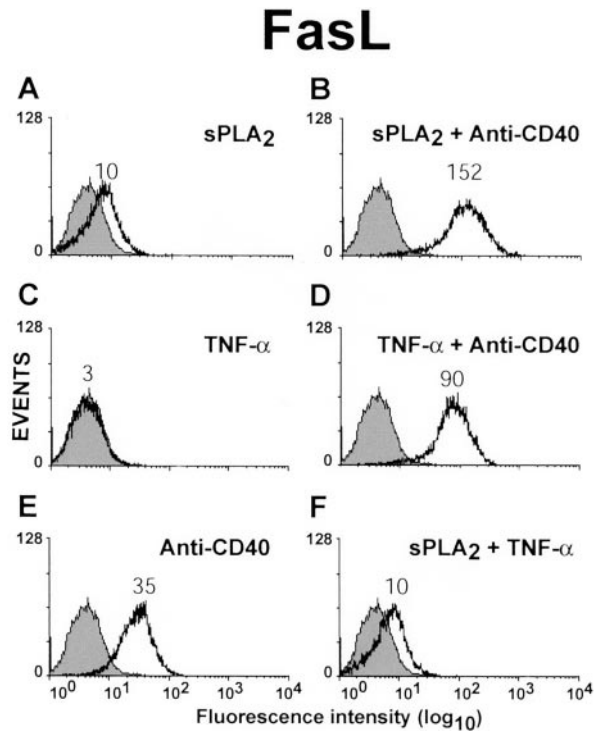 FasL
A
128
sPLA2
10
0
B
128
sPLA2 + Anti-CD40
152
0
C
128
TNF-α
3
0
D
128
TNF-α + Anti-CD40
90
0
EVENTS
E
128
Anti-CD40
35
0
10^0 10^1 10^2 10^3 10^4
F
128
sPLA2 + TNF-α
10
0
10^0 10^1 10^2 10^3 10^4
Fluorescence intensity (log10)